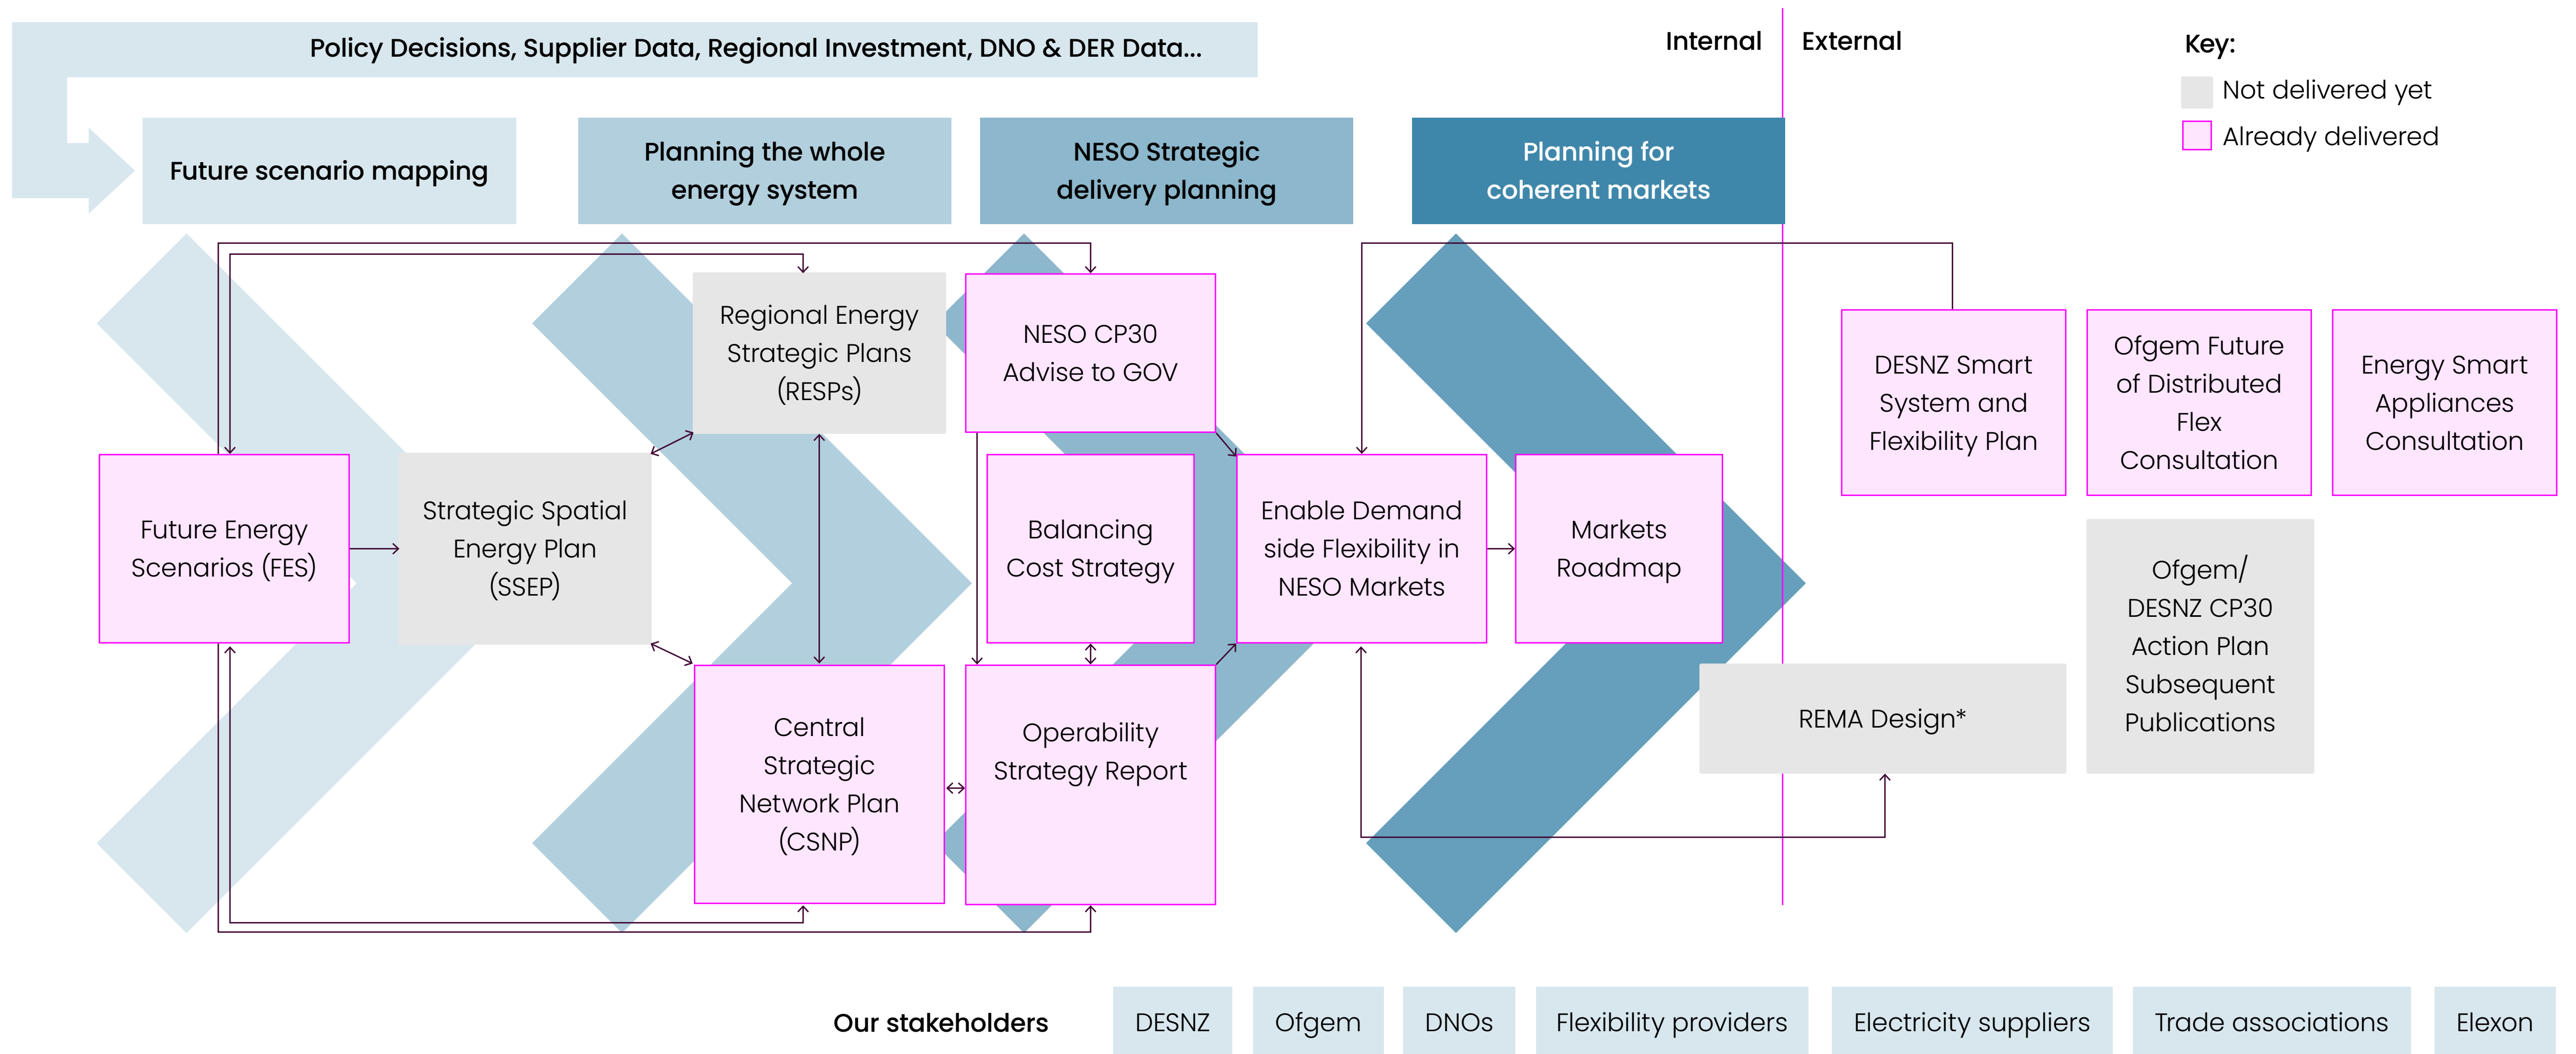 Policy Decisions, Supplier Data, Regional Investment, DNO & DER Data...
Internal
External
Key:
Not delivered yet
Already delivered
Future scenario mapping
Planning the whole
energy system
NESO Strategic
delivery planning
Planning for
coherent markets
Future Energy
Scenarios (FES)
Strategic Spatial
Energy Plan
(SSEP)
Regional Energy
Strategic Plans
(RESPs)
Central
Strategic
Network Plan
(CSNP)
NESO CP30
Advise to GOV
Balancing
Cost Strategy
Operability
Strategy Report
Enable Demand
side Flexibility in
NESO Markets
Markets
Roadmap
DESNZ Smart
System and
Flexibility Plan
Ofgem Future
of Distributed
Flex
Consultation
Energy Smart
Appliances
Consultation
REMA Design*
Ofgem/
DESNZ CP30
Action Plan
Subsequent
Publications
Our stakeholders
DESNZ
Ofgem
DNOs
Flexibility providers
Electricity suppliers
Trade associations
Elexon